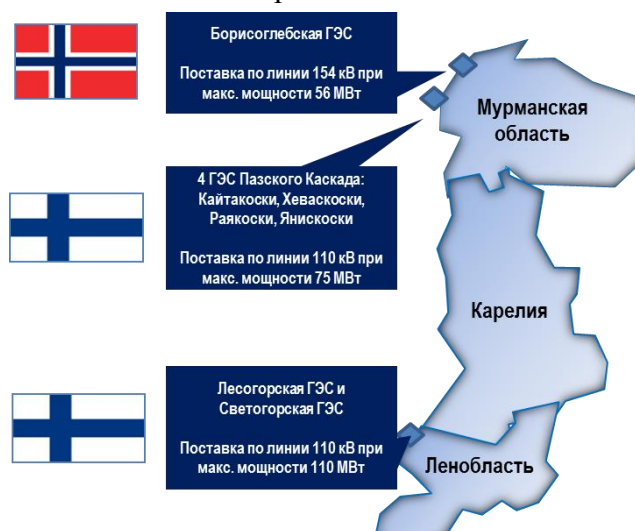 Борисоглебская ГЭС
Поставка по линии 154 кВ при
макс. мощности 56 МВт
Мурманская
область
4 ГЭС Пазского Каскада:
Кайтакоски, Хеваскоски,
Раякоски, Янискоски
Поставка по линии 110 кВ при
макс. мощности 75 МВт
Карелия
Лесогорская ГЭС и
Светогорская ГЭС
Поставка по линии 110 кВ при
макс. мощности 110 МВт
Ленобласть